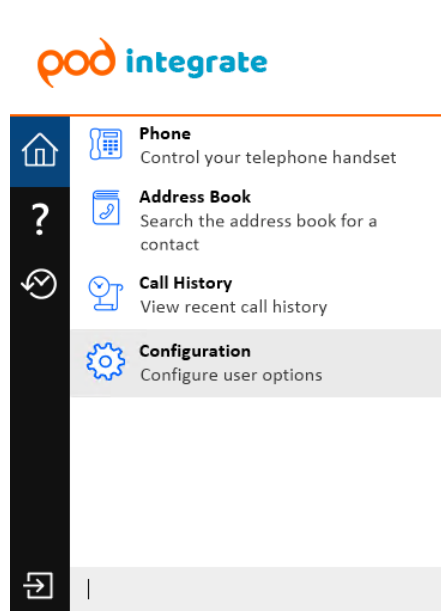 pod integrate
Phone
Control your telephone handset
Address Book
Search the address book for a
contact
?
Call History
View recent call history
Configuration
Configure user options